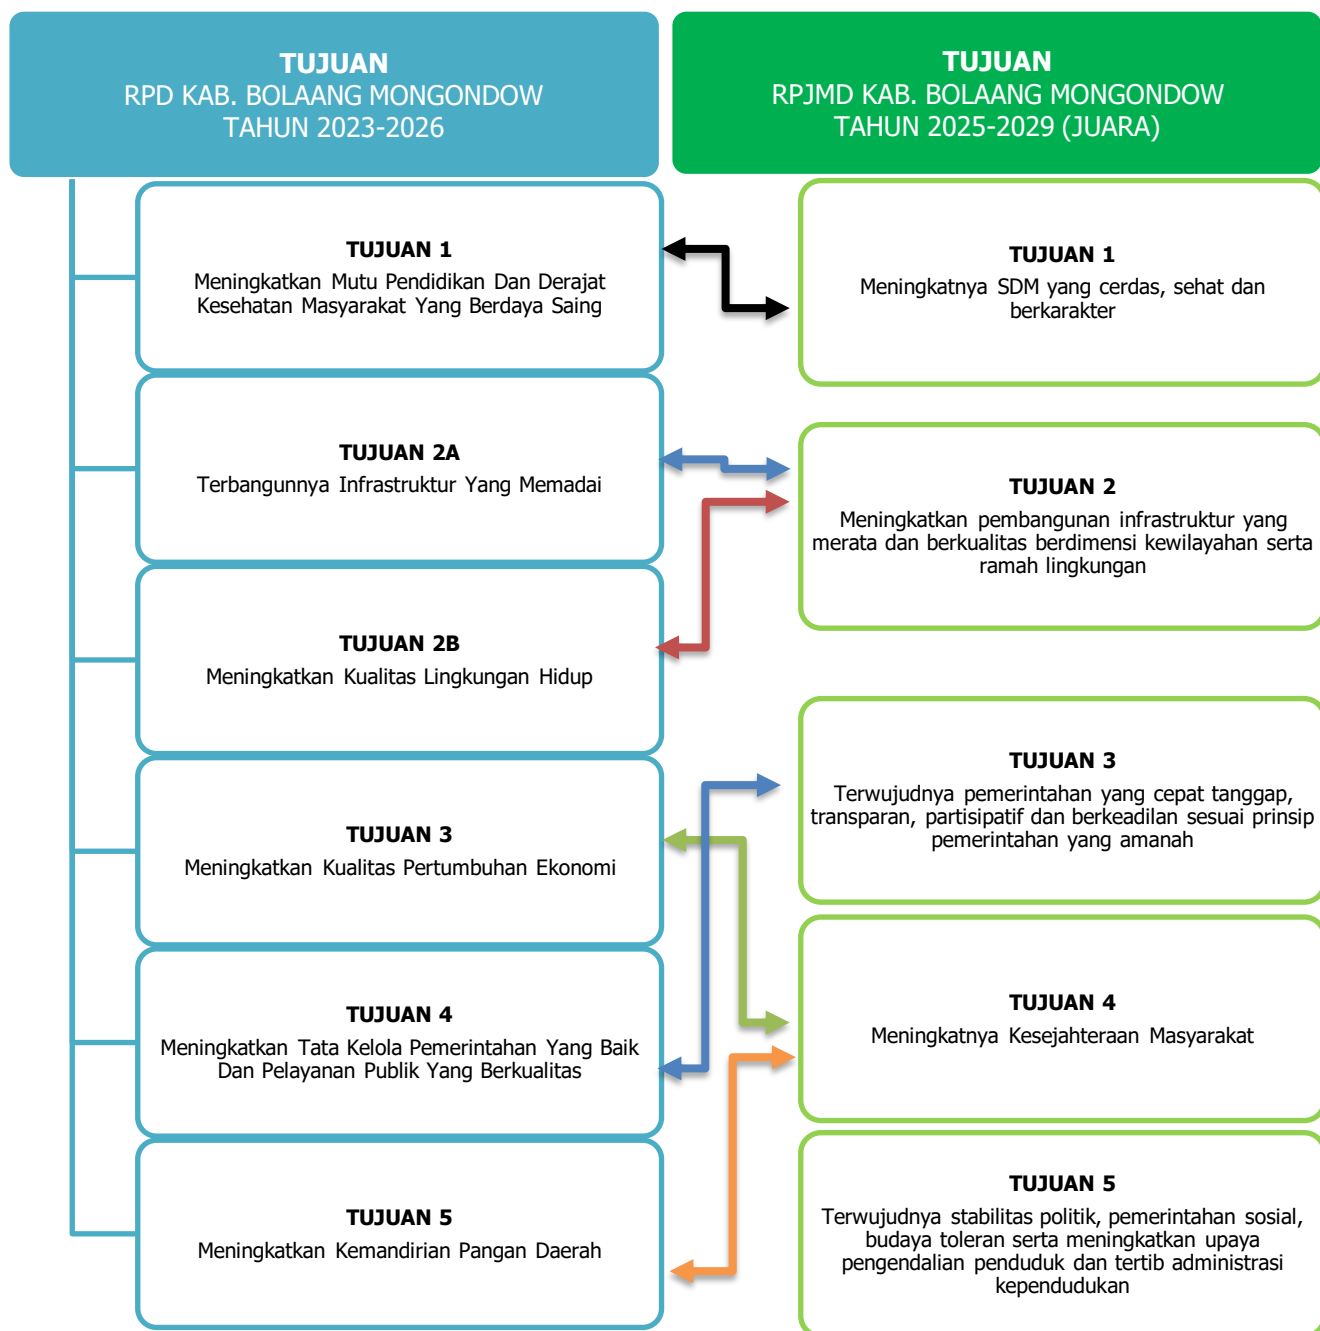 TUJUAN
RPD KAB. BOLAANG MONGONDOW
TAHUN 2023-2026
TUJUAN 1
Meningkatkan Mutu Pendidikan Dan Derajat
Kesehatan Masyarakat Yang Berdaya Saing
TUJUAN 2A
Terbangunnya Infrastruktur Yang Memadai
TUJUAN 2B
Meningkatkan Kualitas Lingkungan Hidup
TUJUAN 3
Meningkatkan Kualitas Pertumbuhan Ekonomi
TUJUAN 4
Meningkatkan Tata Kelola Pemerintahan Yang Baik
Dan Pelayanan Publik Yang Berkualitas
TUJUAN 5
Meningkatkan Kemandirian Pangan Daerah
TUJUAN
RPJMD KAB. BOLAANG MONGONDOW
TAHUN 2025-2029 (JUARA)
TUJUAN 1
Meningkatnya SDM yang cerdas, sehat dan
berkarakter
TUJUAN 2
Meningkatkan pembangunan infrastruktur yang
merata dan berkualitas berdimensi kewilayahan serta
ramah lingkungan
TUJUAN 3
Terwujudnya pemerintahan yang cepat tanggap,
transparan, partisipatif dan berkeadilan sesuai prinsip
pemerintahan yang amanah
TUJUAN 4
Meningkatnya Kesejahteraan Masyarakat
TUJUAN 5
Terwujudnya stabilitas politik, pemerintahan sosial,
budaya toleran serta meningkatkan upaya
pengendalian penduduk dan tertib administrasi
kependudukan